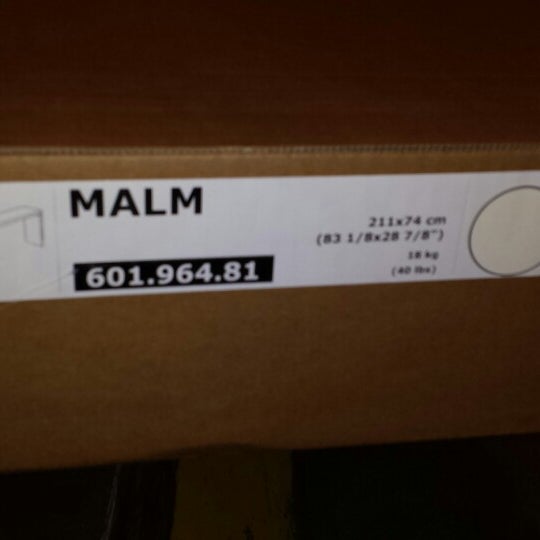 MALM
211x74 cm
(83 1/8x28 7/8")
18 kg
(40 lbs)
601.964.81